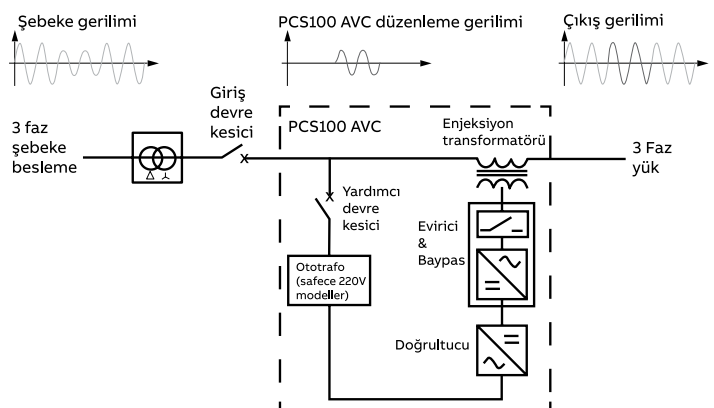 Şebeke gerilimi
PCS100 AVC düzenleme gerilimi
Çıkış gerilimi
3 faz
şebeke
besleme
Giriş
devre
kesici
PCS100 AVC
Enjeksiyon
transformatörü
3 Faz
yük
Yardımcı
devre
kesici
Ototrafo
(safece 220V
modeller)
Evirici
&
Baypas
Doğrultucu